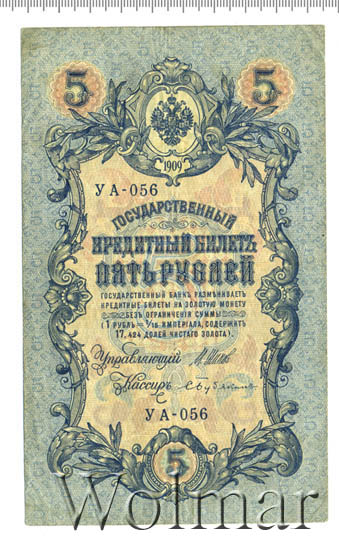 5 5
1909
УА-056
ГОСУДАРСТВЕННЫЙ
КРЕДИТНЫЙ БИЛЕТЪ
ПЯТЬ РУБЛЕЙ
ГОСУДАРСТВЕННЫЙ БАНКЪ РАЗМѢНИВАЕТЪ
КРЕДИТНЫЕ БИЛЕТЫ НА ЗОЛОТУЮ МОНЕТУ
БЕЗЪ ОГРАНИЧЕНІЯ СУММЫ
(1 РУБЛЬ = 1/15 ИМПЕРІАЛА, СОДЕРЖИТЪ
17,424 ДОЛЕЙ ЧИСТАГО ЗОЛОТА).
Управляющій
Кассиръ
УА-056
5
Wolmar